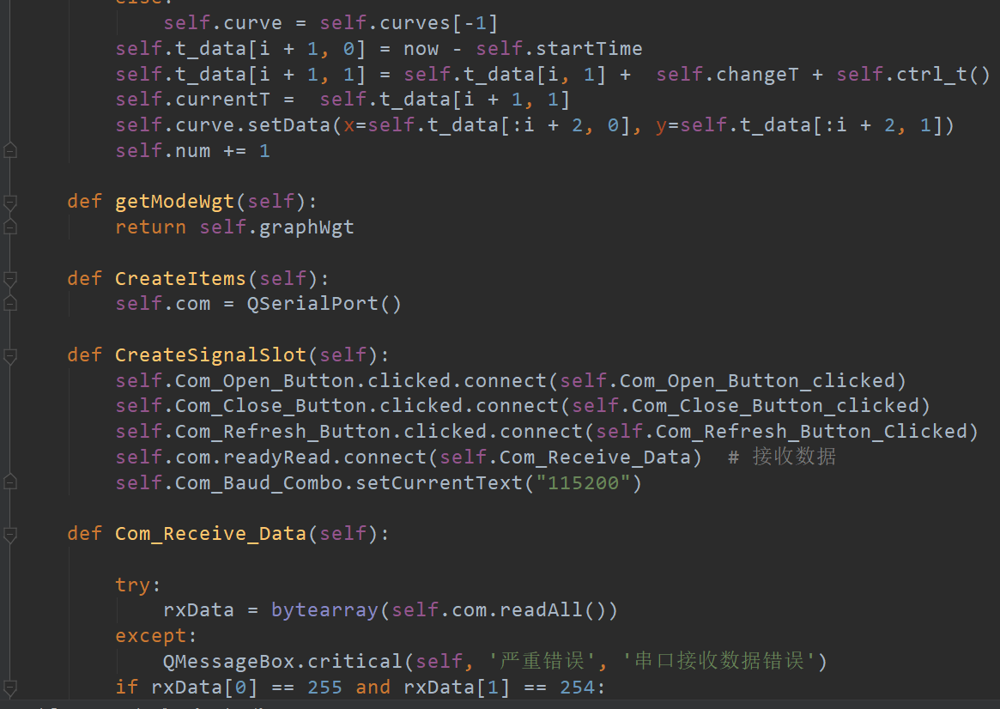 else:
self.curve = self.curves[-1]
self.t_data[i + 1, 0] = now - self.startTime
self.t_data[i + 1, 1] = self.t_data[i, 1] +  self.changeT + self.ctrl_t()
self.currentT =  self.t_data[i + 1, 1]
self.curve.setData(x=self.t_data[:i + 2, 0], y=self.t_data[:i + 2, 1])
self.num += 1
def getModeWgt(self):
return self.graphWgt
def CreateItems(self):
self.com = QSerialPort()
def CreateSignalSlot(self):
self.Com_Open_Button.clicked.connect(self.Com_Open_Button_clicked)
self.Com_Close_Button.clicked.connect(self.Com_Close_Button_clicked)
self.Com_Refresh_Button.clicked.connect(self.Com_Refresh_Button_Clicked)
self.com.readyRead.connect(self.Com_Receive_Data)  # 接收数据
self.Com_Baud_Combo.setCurrentText("115200")
def Com_Receive_Data(self):
try:
rxData = bytearray(self.com.readAll())
except:
QMessageBox.critical(self, '严重错误', '串口接收数据错误')
if rxData[0] == 255 and rxData[1] == 254: